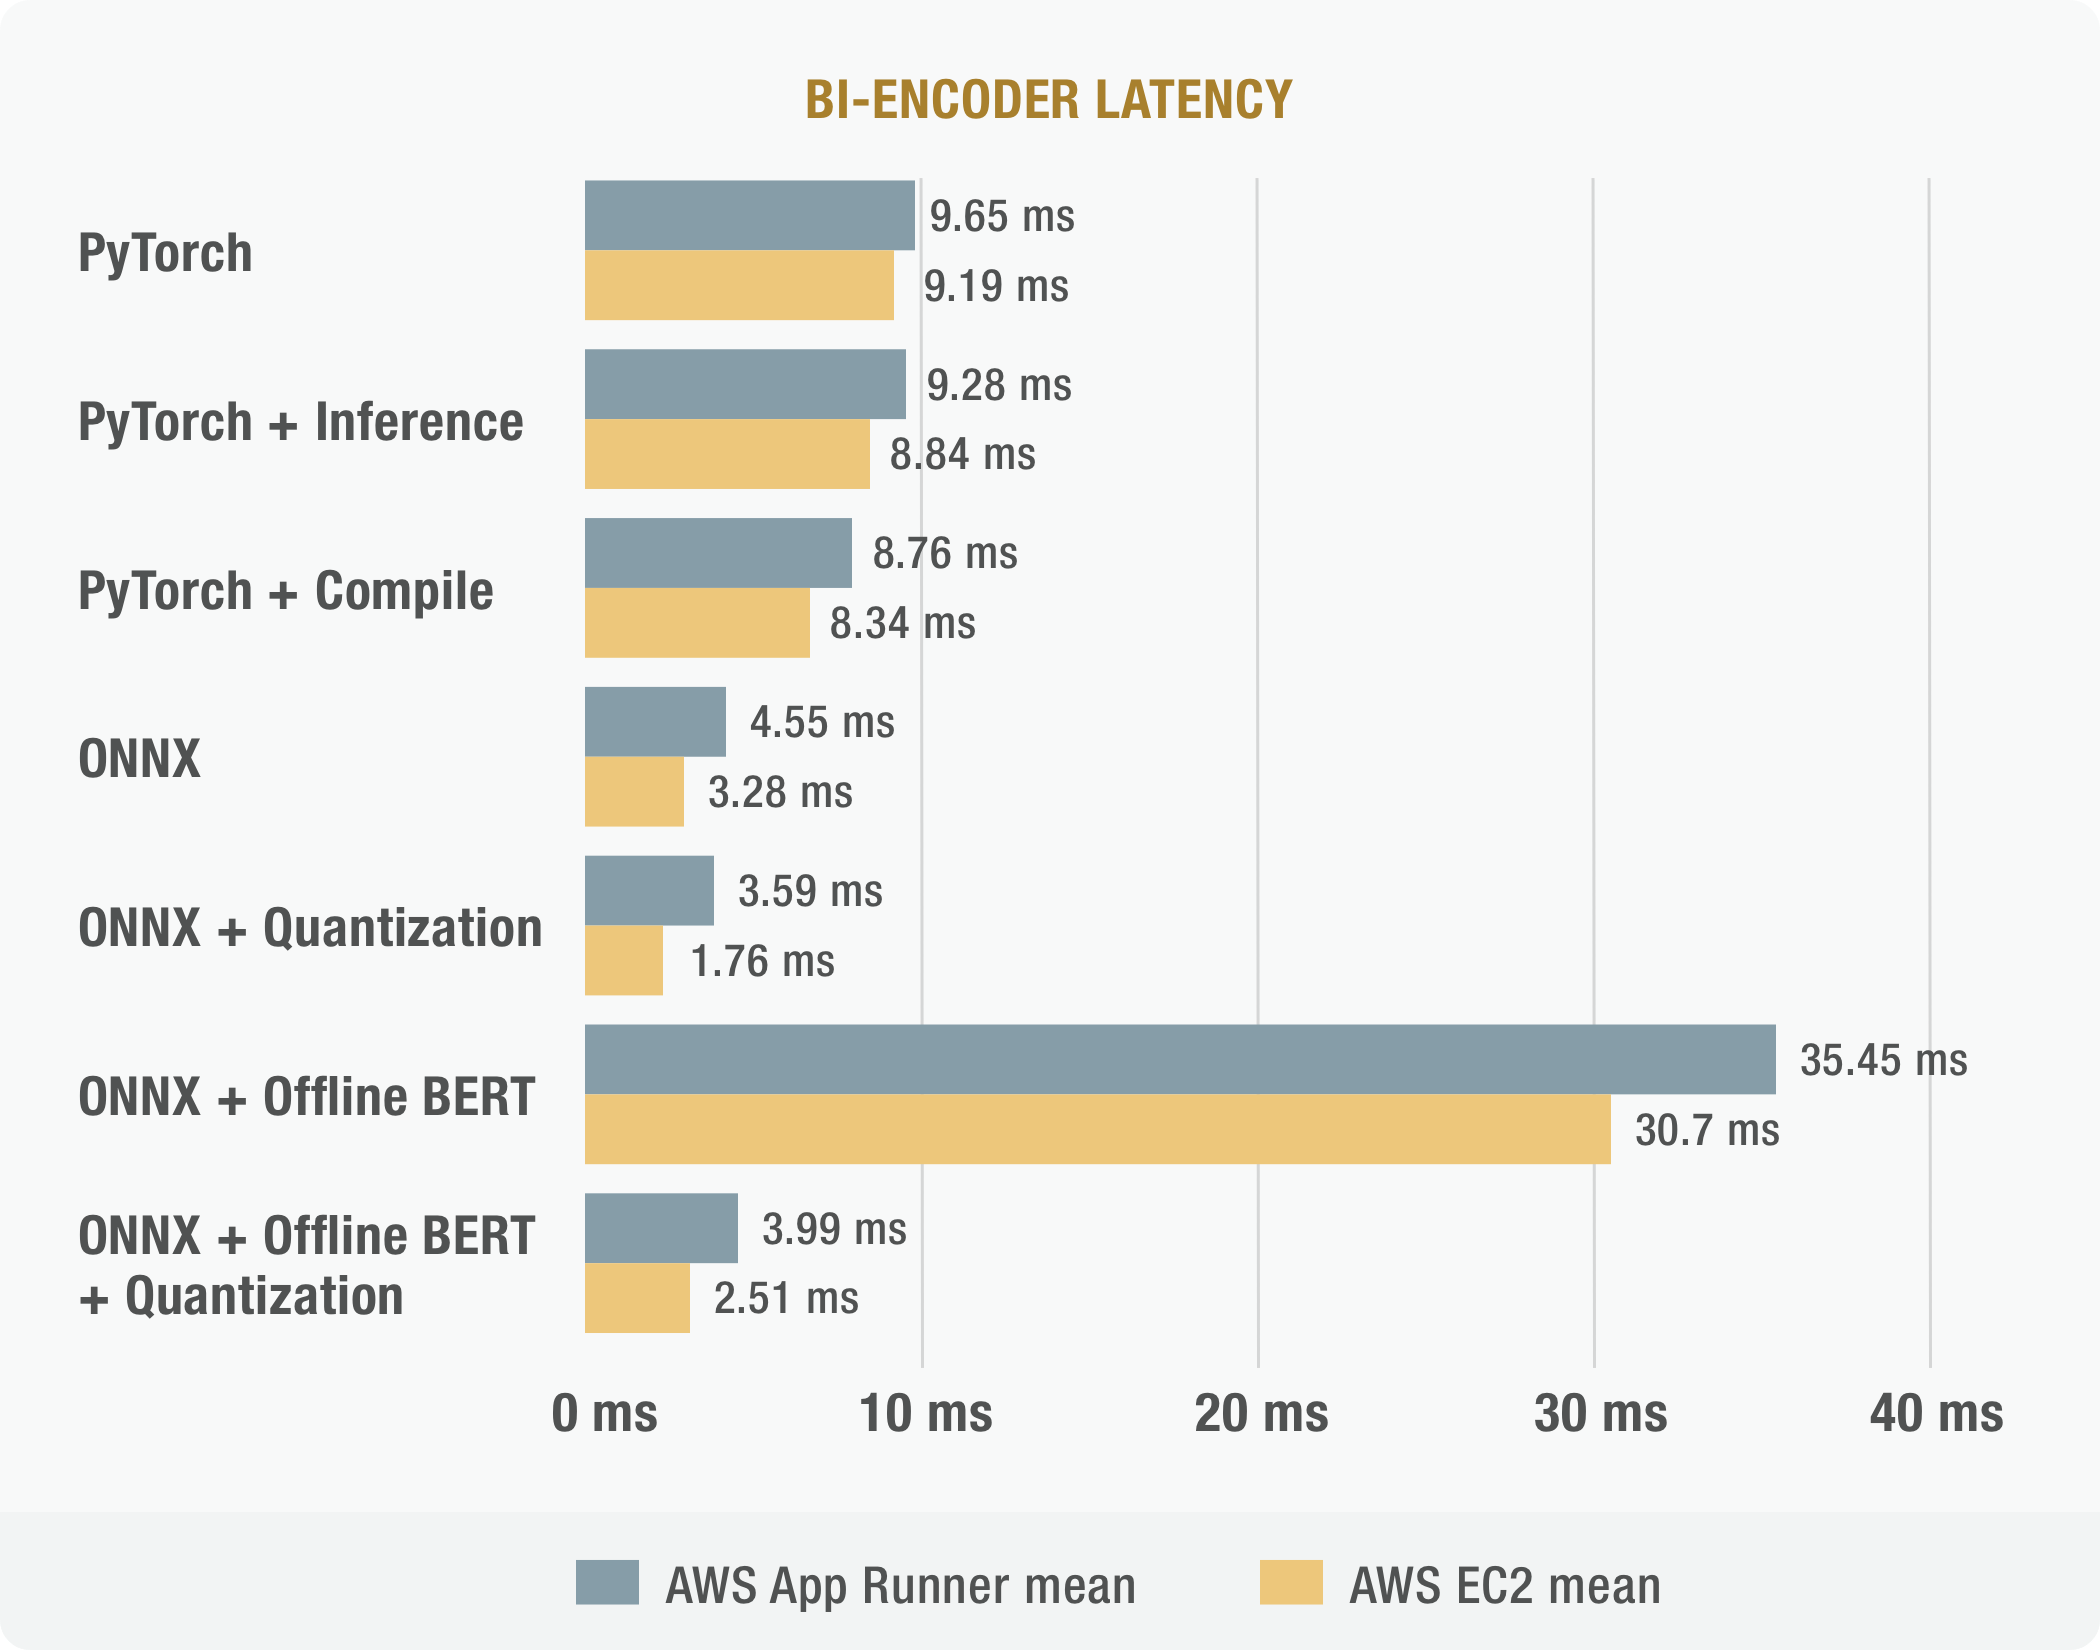 BI-ENCODER LATENCY
PyTorch
9.65 ms
9.19 ms
PyTorch + Inference
9.28 ms
8.84 ms
PyTorch + Compile
8.76 ms
8.34 ms
ONNX
4.55 ms
3.28 ms
ONNX + Quantization
3.59 ms
1.76 ms
ONNX + Offline BERT
35.45 ms
30.7 ms
ONNX + Offline BERT
+ Quantization
3.99 ms
2.51 ms
0 ms 10 ms 20 ms 30 ms 40 ms
AWS App Runner mean AWS EC2 mean